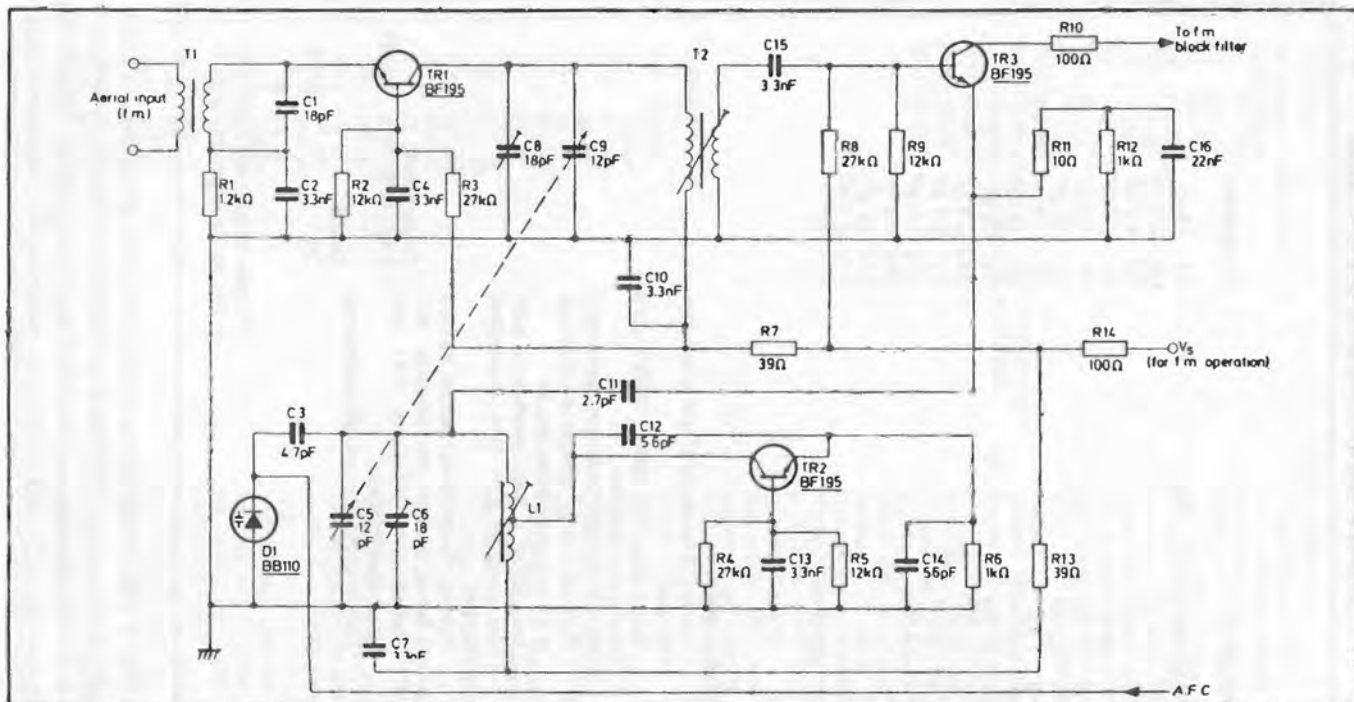 T1
Aerial input
(f m)
C1
18pF
R1
1.2kΩ
C2
3.3nF
TR1
BF195
R2
12kΩ
C4
3.3nF
R3
27kΩ
C8
18pF
C9
12pF
T2
C15
3.3nF
R8
27kΩ
R9
12kΩ
TR3
BF195
R10
100Ω
To f m
block filter
R11
10Ω
R12
1kΩ
C16
22nF
C10
3.3nF
R7
39Ω
R14
100Ω
Vs
(for f m operation)
C11
2.7pF
C12
5.6pF
C3
4.7pF
D1
BB110
C5
12
pF
C6
18
pF
L1
TR2
BF195
R4
27kΩ
C13
3.3nF
R5
12kΩ
C14
56pF
R6
1kΩ
R13
39Ω
C7
3.3nF
A F C